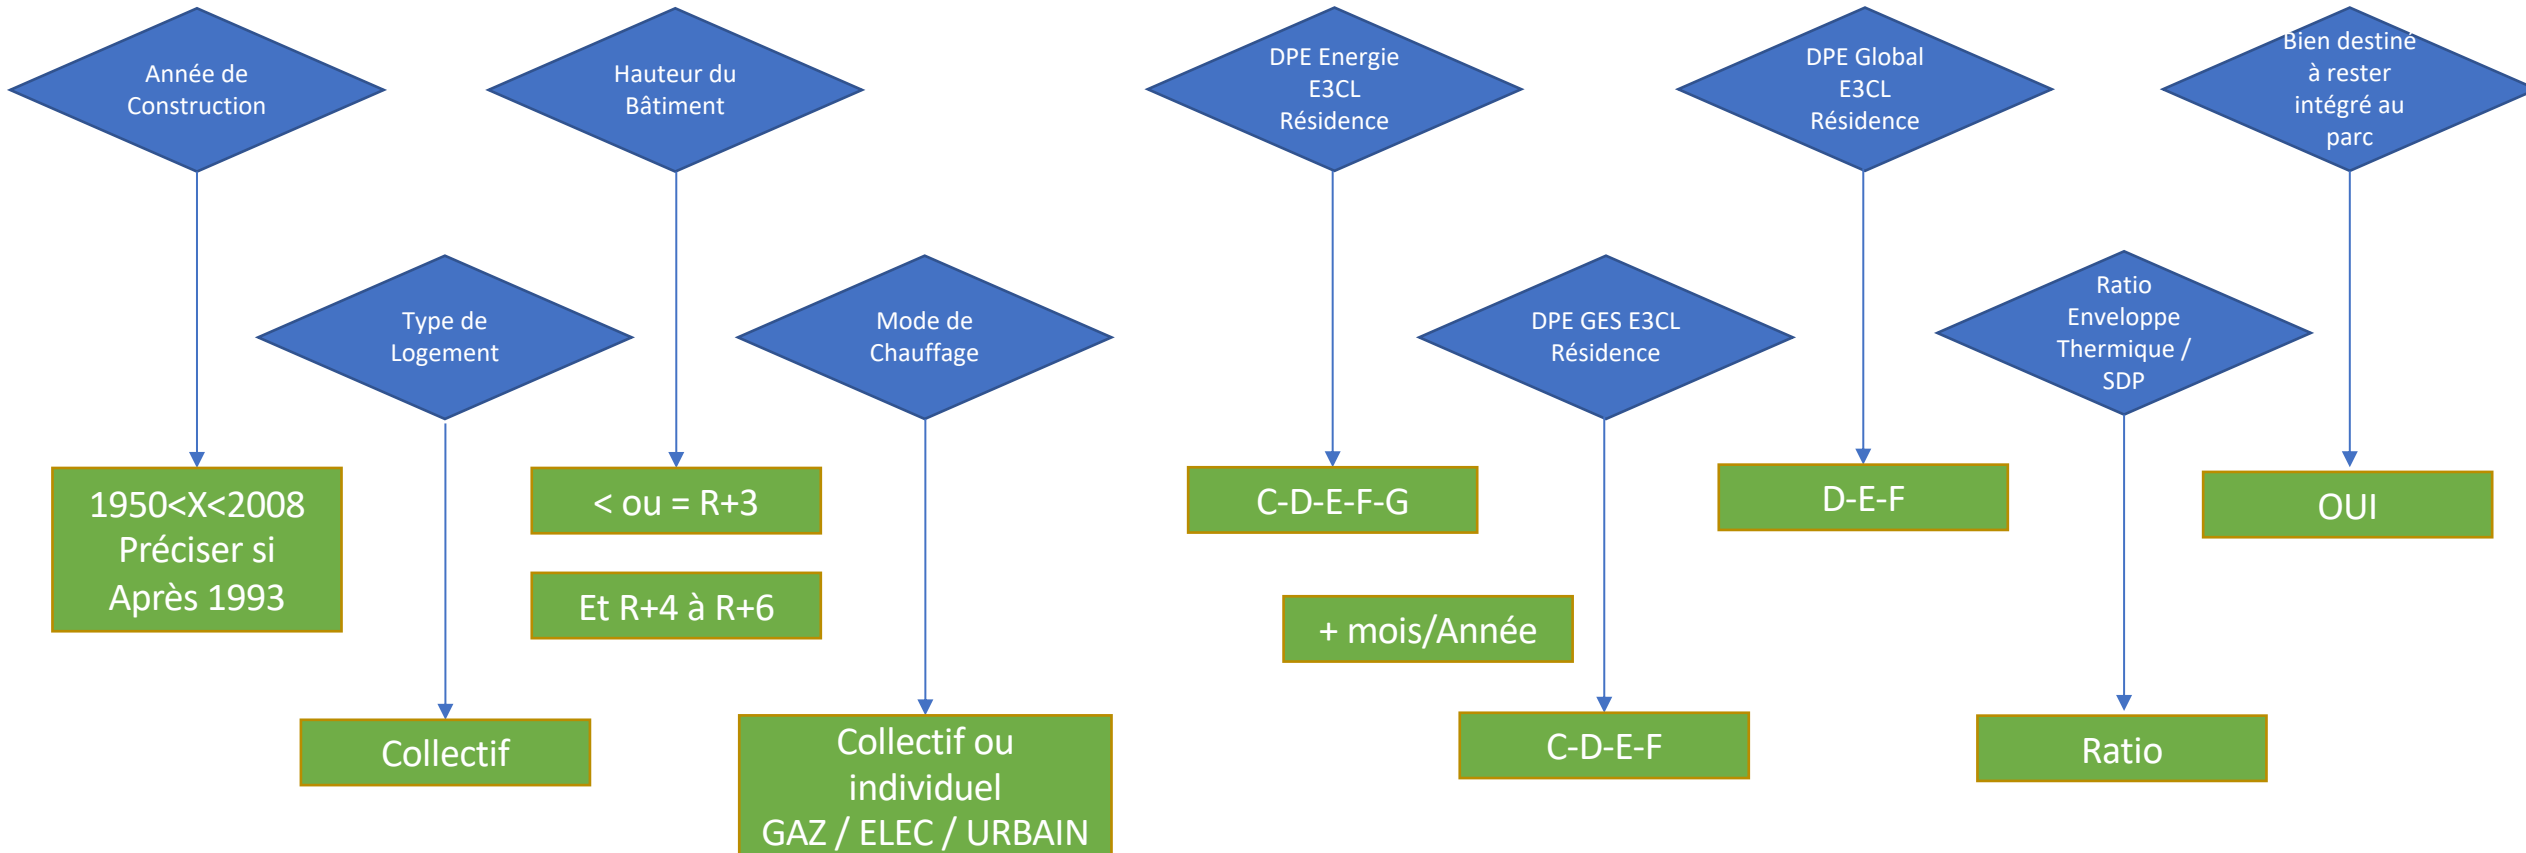 Année de
Construction
Hauteur du
Bâtiment
DPE Energie
E3CL
Résidence
DPE Global
E3CL
Résidence
Bien destiné
à rester
intégré au
parc
Type de
Logement
Mode de
Chauffage
DPE GES E3CL
Résidence
Ratio
Enveloppe
Thermique /
SDP
1950<X<2008
Préciser si
Après 1993
< ou = R+3
Et R+4 à R+6
C-D-E-F-G
+ mois/Année
D-E-F
OUI
Collectif
Collectif ou
individuel
GAZ / ELEC / URBAIN
C-D-E-F
Ratio